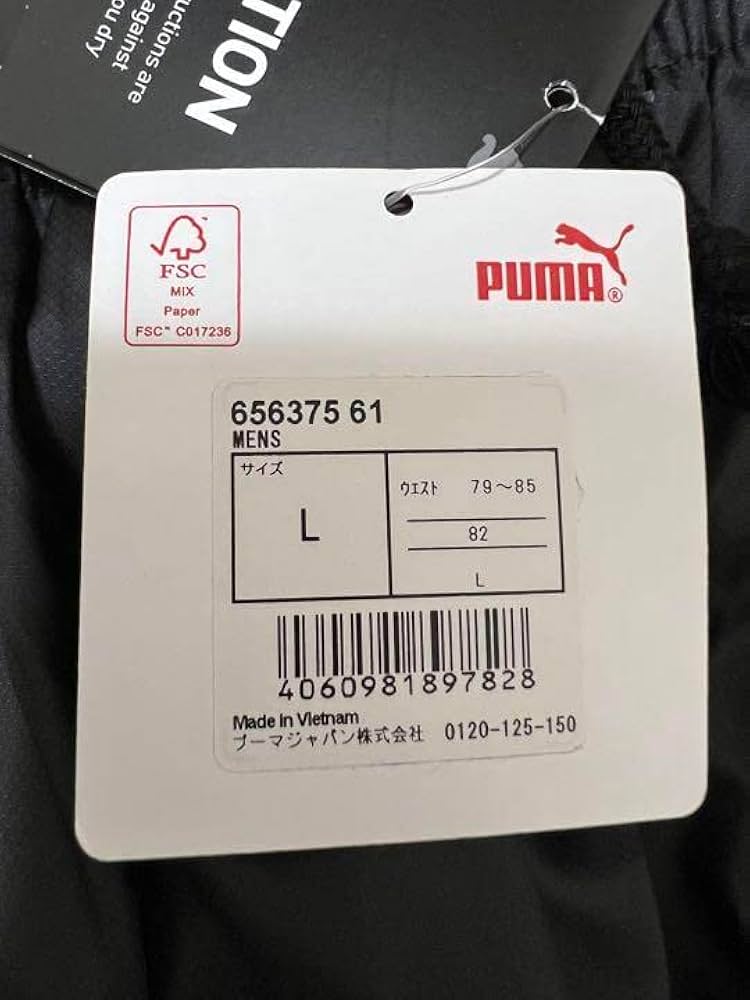 uctions are
against
ou dry
TION
FSC
MIX
Paper
FSC™ C017236
PUMA®
656375 61
MENS
サイズ
L
ウエスト 79～85
82
L
4060981897828
Made in Vietnam
プーマジャパン株式会社 0120-125-150